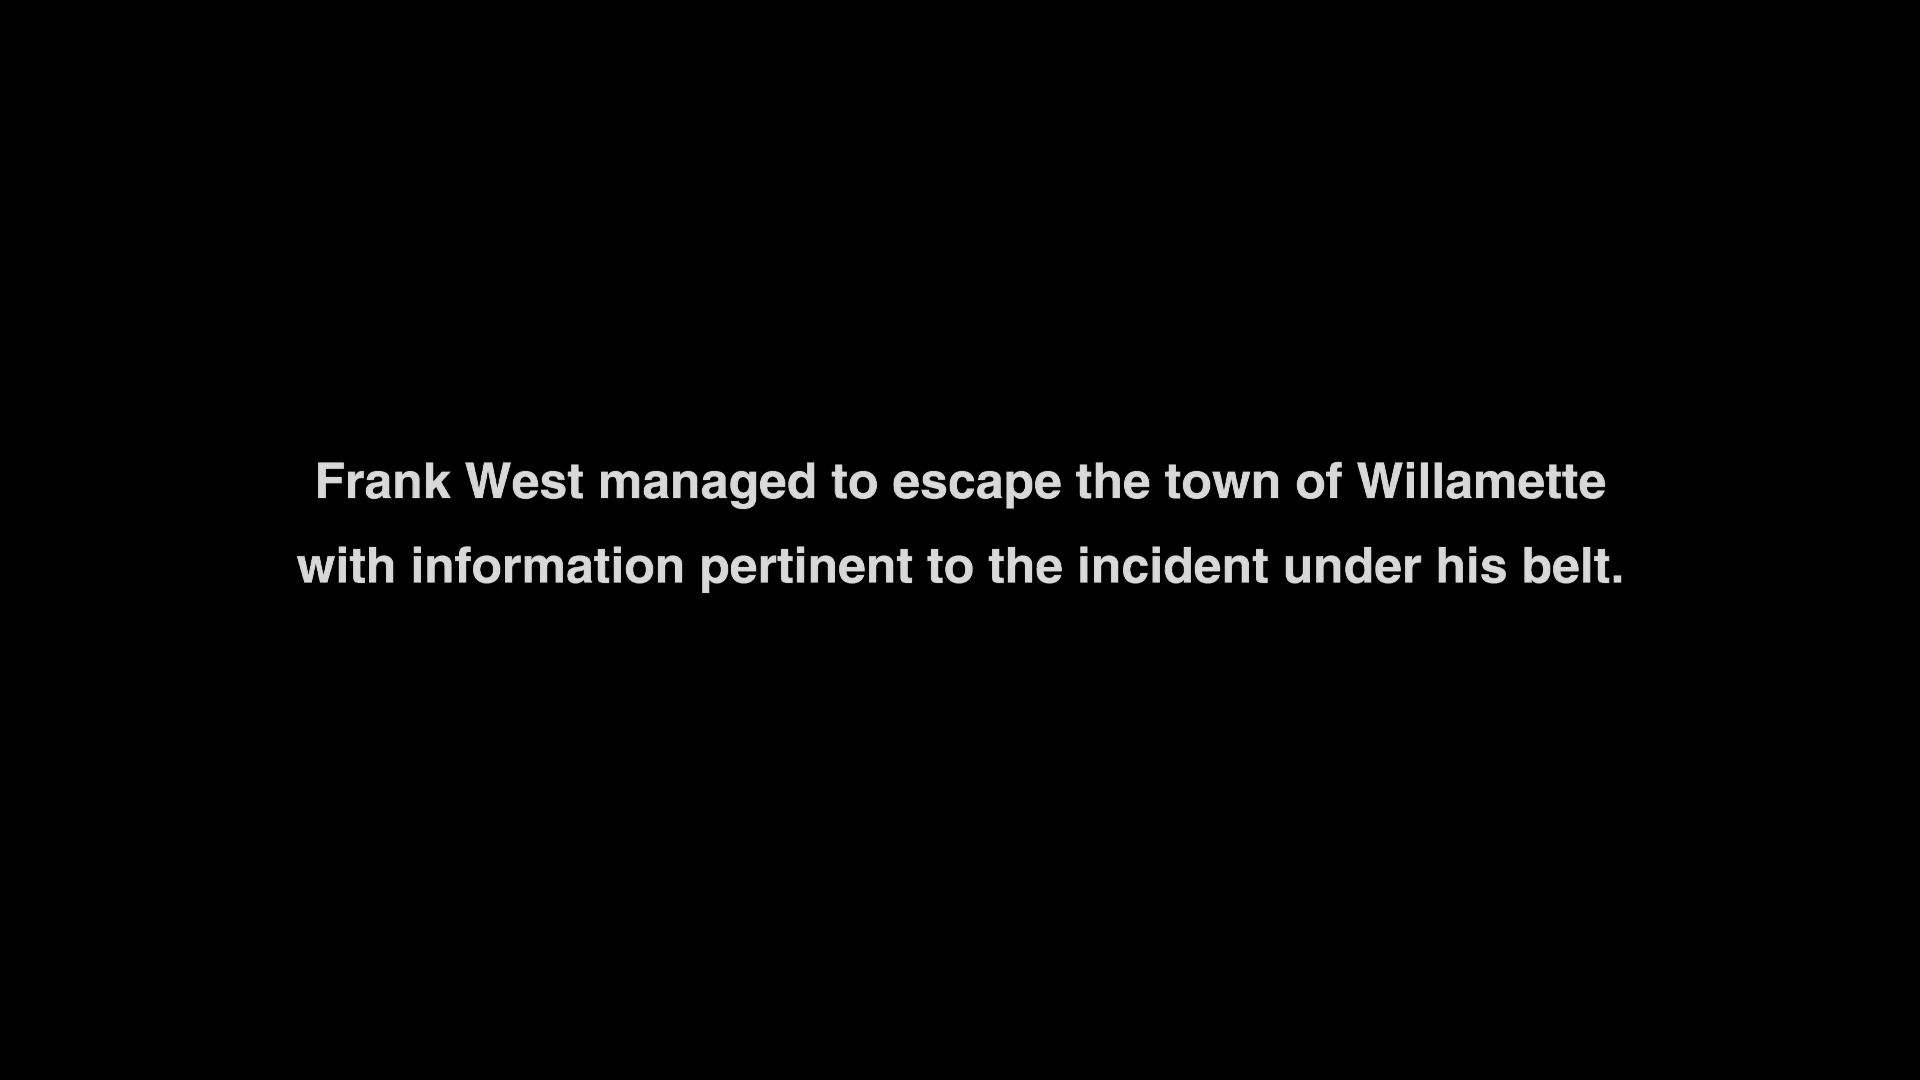 Frank West managed to escape the town of Willamette
with information pertinent to the incident under his belt.